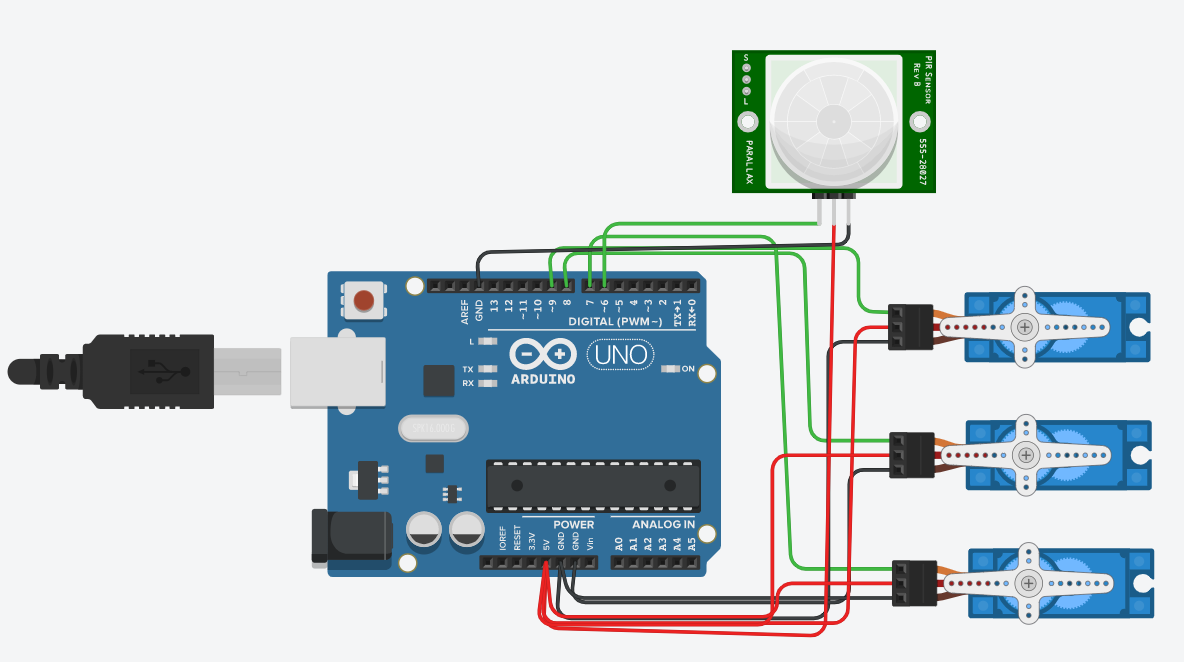 S
L
PIR SENSOR
REV B
PARALLAX
555-28027
AREF
GND
13
12
~11
~10
~9
8
7
~6
~5
4
~3
2
TX→1
RX←0
DIGITAL (PWM~)
L
TX
RX
ARDUINO
UNO
ON
POWER
ANALOG IN
IOREF
RESET
3.3V
5V
GND
GND
Vin
A0
A1
A2
A3
A4
A5